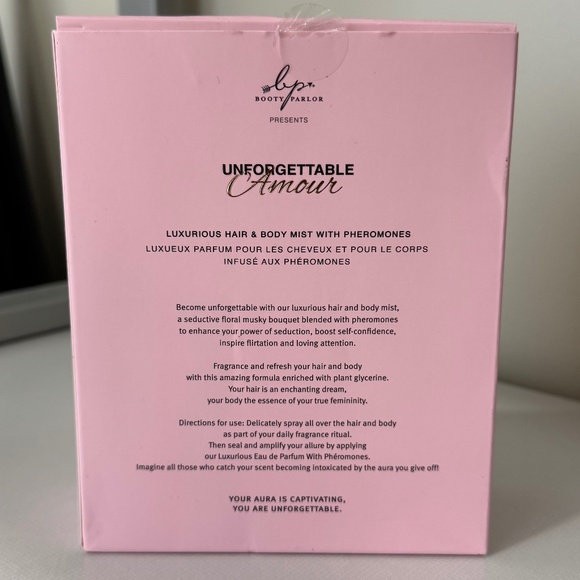 bp
BOOTY PARLOR
PRESENTS
UNFORGETTABLE
Amour
LUXURIOUS HAIR & BODY MIST WITH PHEROMONES
LUXUEUX PARFUM POUR LES CHEVEUX ET POUR LE CORPS
INFUSÉ AUX PHÉROMONES
Become unforgettable with our luxurious hair and body mist,
a seductive floral musky bouquet blended with pheromones
to enhance your power of seduction, boost self-confidence,
inspire flirtation and loving attention.
Fragrance and refresh your hair and body
with this amazing formula enriched with plant glycerine.
Your hair is an enchanting dream,
your body the essence of your true femininity.
Directions for use: Delicately spray all over the hair and body
as part of your daily fragrance ritual.
Then seal and amplify your allure by applying
our Luxurious Eau de Parfum With Phéromones.
Imagine all those who catch your scent becoming intoxicated by the aura you give off!
YOUR AURA IS CAPTIVATING,
YOU ARE UNFORGETTABLE.